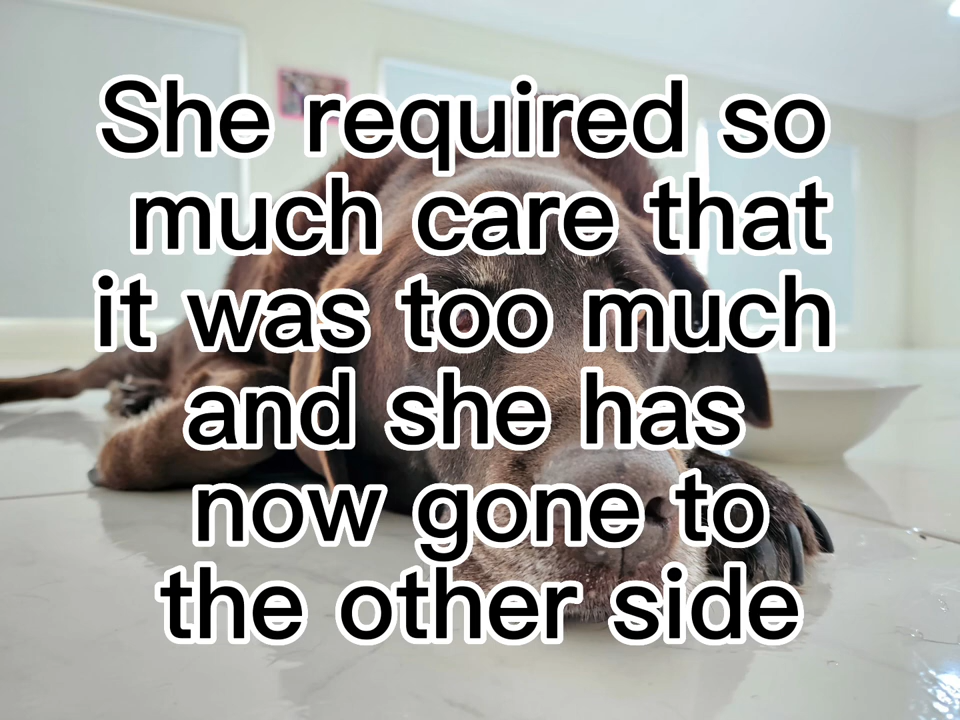 She required so
much care that
it was too much
and she has
now gone to
the other side